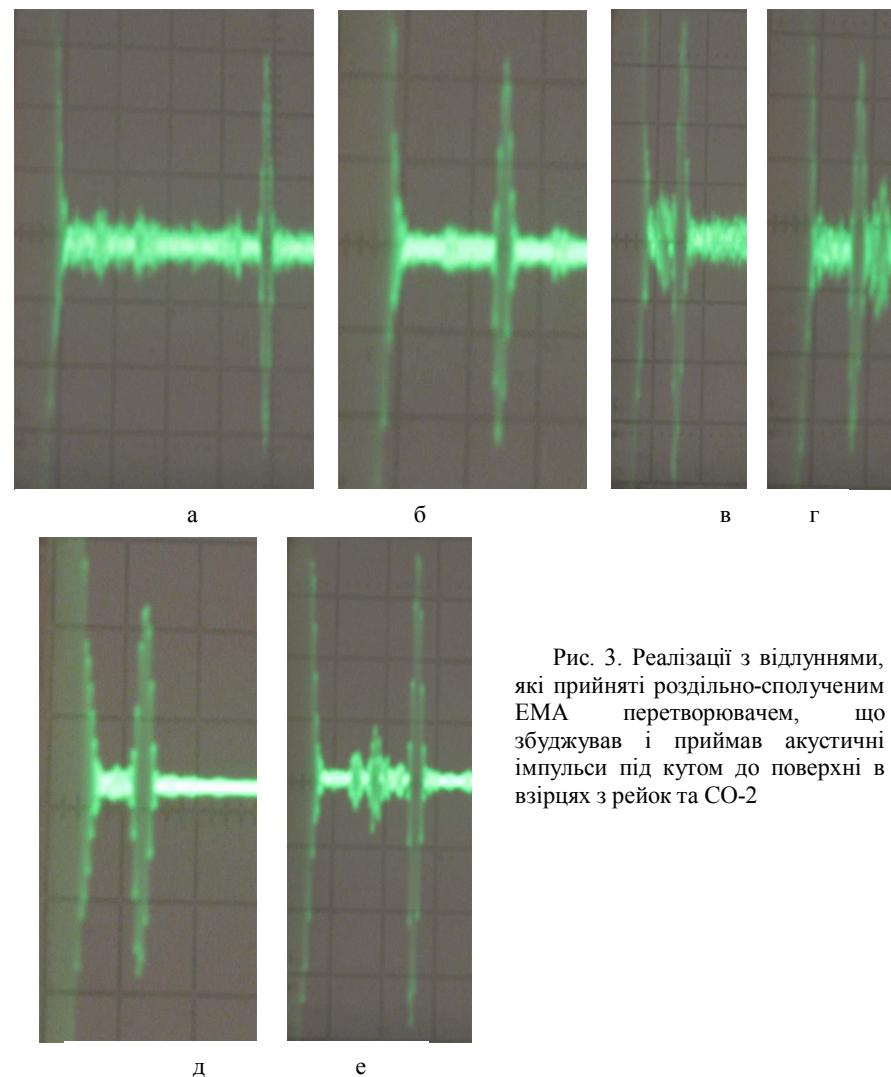 а б в г
Рис. 3. Реалізації з відлуннями,
які прийняті роздільно-сполученим
ЕМА перетворювачем, що
збуджував і приймав акустичні
імпульси під кутом до поверхні в
взірцях з рейок та СО-2
д е